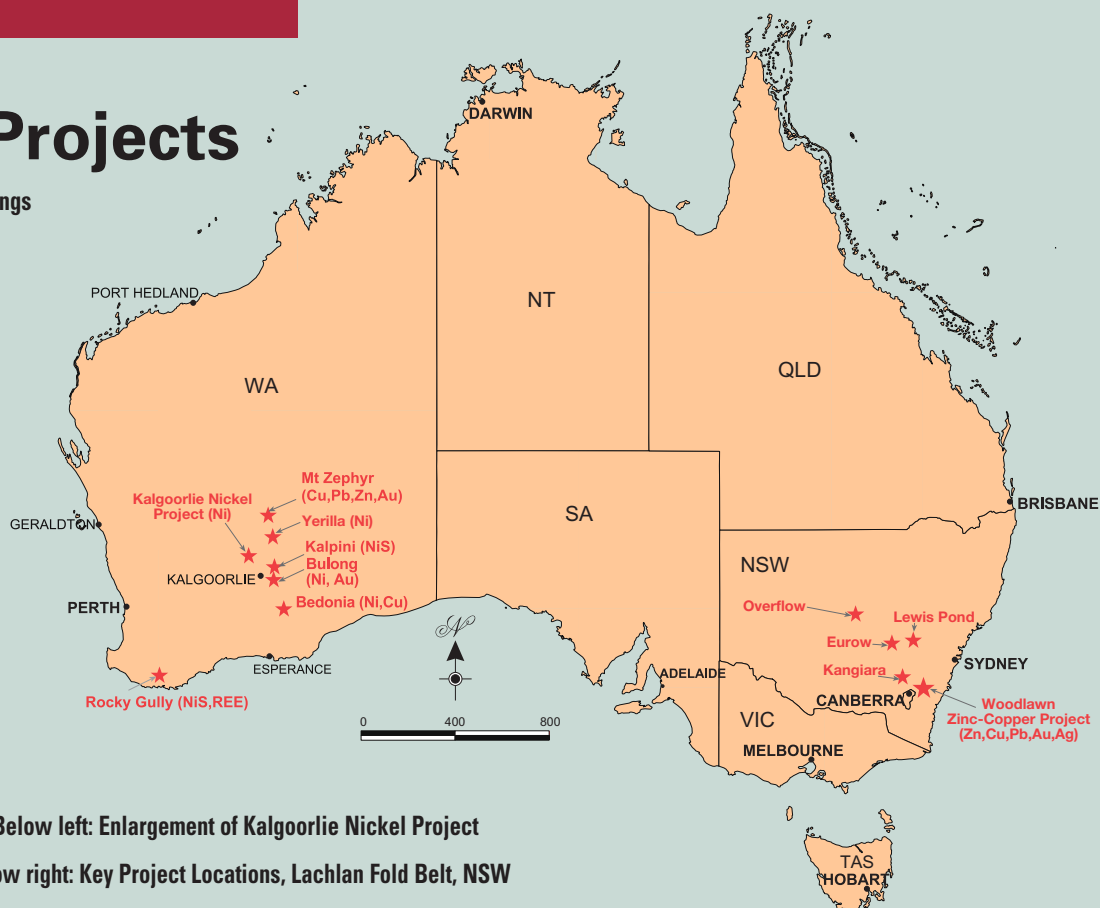 Projects
ngs
DARWIN
PORT HEDLAND
NT
QLD
WA
Mt Zephyr
(Cu,Pb,Zn,Au)
Kalgoorlie Nickel
Project (Ni)
Yerilla (Ni)
GERALDTON
Kalpini (NiS)
Bulong
(Ni, Au)
KALGOORLIE
Bedonia (Ni,Cu)
PERTH
SA
BRISBANE
NSW
Overflow
Lewis Pond
Eurow
N
ESPERANCE
Rocky Gully (NiS,REE)
ADELAIDE
SYDNEY
Kangiara
CANBERRA
Woodlawn
Zinc-Copper Project
(Zn,Cu,Pb,Au,Ag)
VIC
MELBOURNE
0 400 800
Below left: Enlargement of Kalgoorlie Nickel Project
ow right: Key Project Locations, Lachlan Fold Belt, NSW
TAS
HOBART